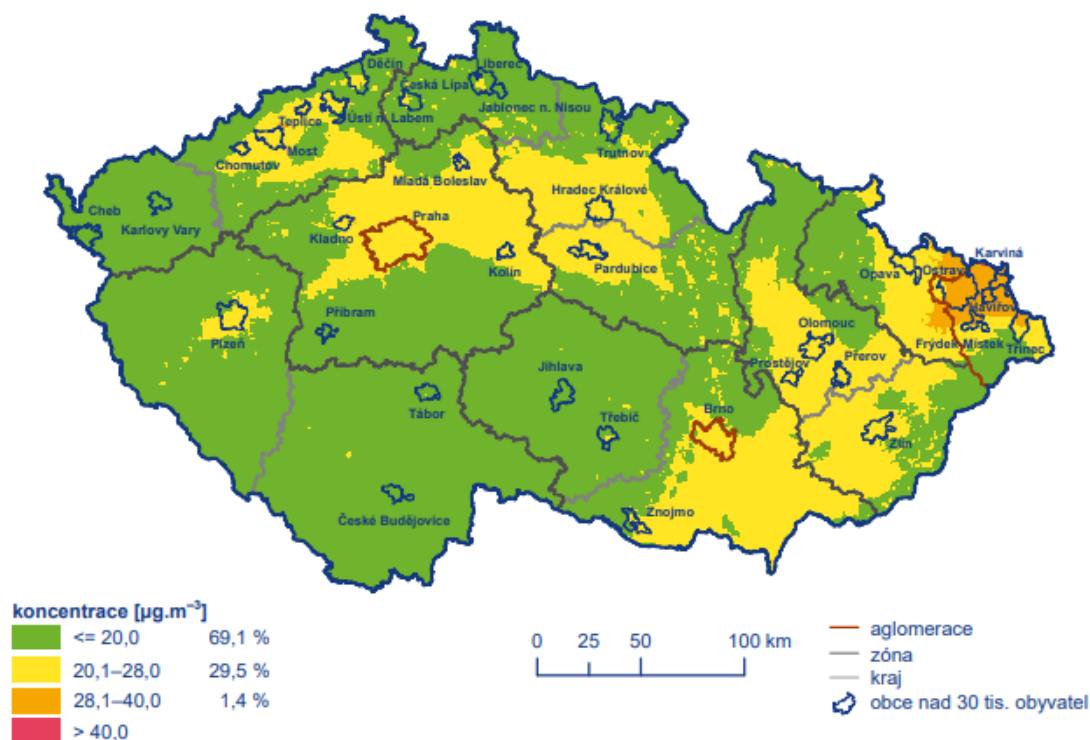 Děčín
Liberec
Česká Lípa
Jablonec n. Nisou
Ústí n. Labem
Teplice
Most
Chomutov
Trutnov
Mladá Boleslav
Hradec Králové
Cheb
Karlovy Vary
Praha
Kladno
Kolín
Pardubice
Karviná
Opava
Ostrava
Havířov
Plzeň
Příbram
Olomouc
Frýdek Místek
Třinec
Prostějov
Přerov
Jihlava
Tábor
Třebíč
Brno
Zlín
Znojmo
České Budějovice
koncentrace [µg.m⁻³]
<= 20,0 69,1 %
20,1–28,0 29,5 %
28,1–40,0 1,4 %
> 40,0
0 25 50 100 km
aglomerace
zóna
kraj
obce nad 30 tis. obyvatel